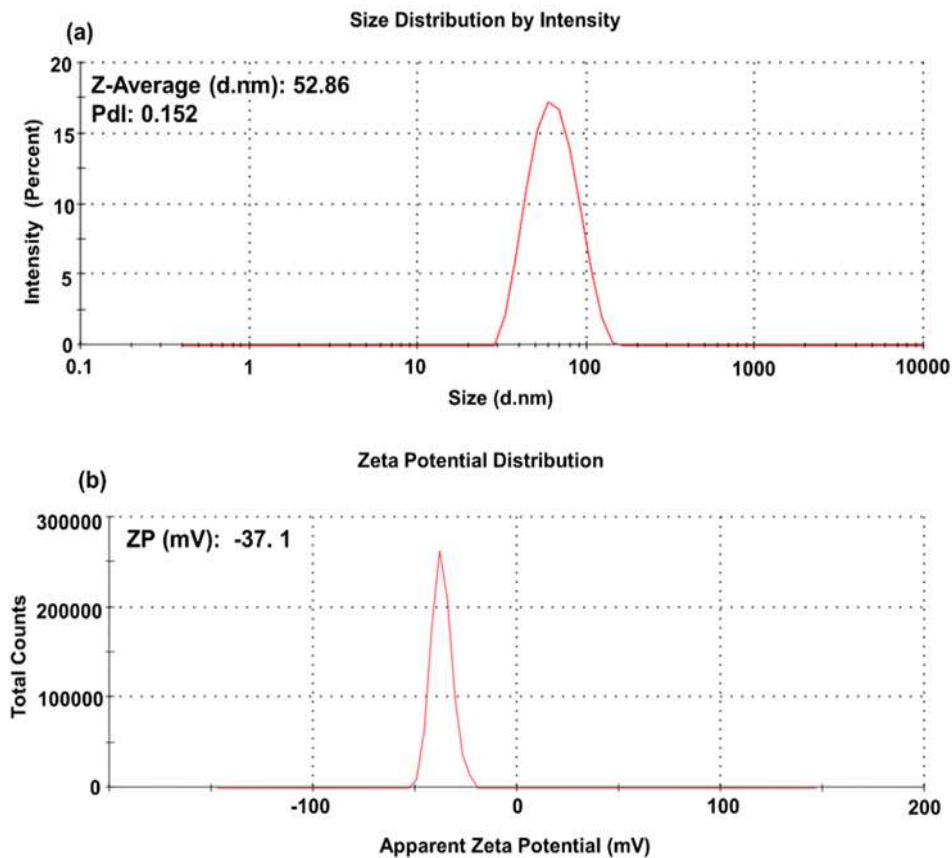 Size Distribution by Intensity
(a)
Z-Average (d.nm): 52.86
PdI: 0.152
Intensity (Percent)
20
15
10
5
0
0.1 1 10 100 1000 10000
Size (d.nm)
Zeta Potential Distribution
(b)
ZP (mV): -37. 1
Total Counts
300000
200000
100000
0
-100 0 100 200
Apparent Zeta Potential (mV)